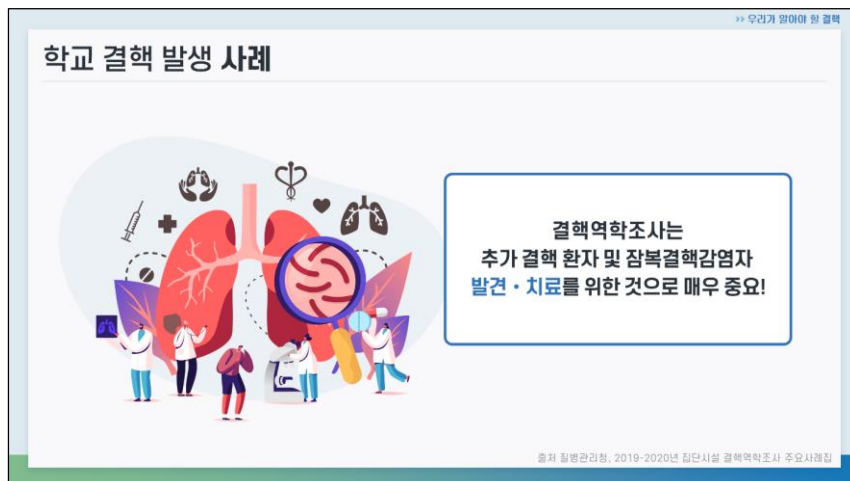 >> 우리가 알아야 할 결핵
학교 결핵 발생 사례
결핵역학조사는
추가 결핵 환자 및 잠복결핵감염자
발견·치료를 위한 것으로 매우 중요!
출처 질병관리청, 2019-2020년 집단시설 결핵역학조사 주요사례집